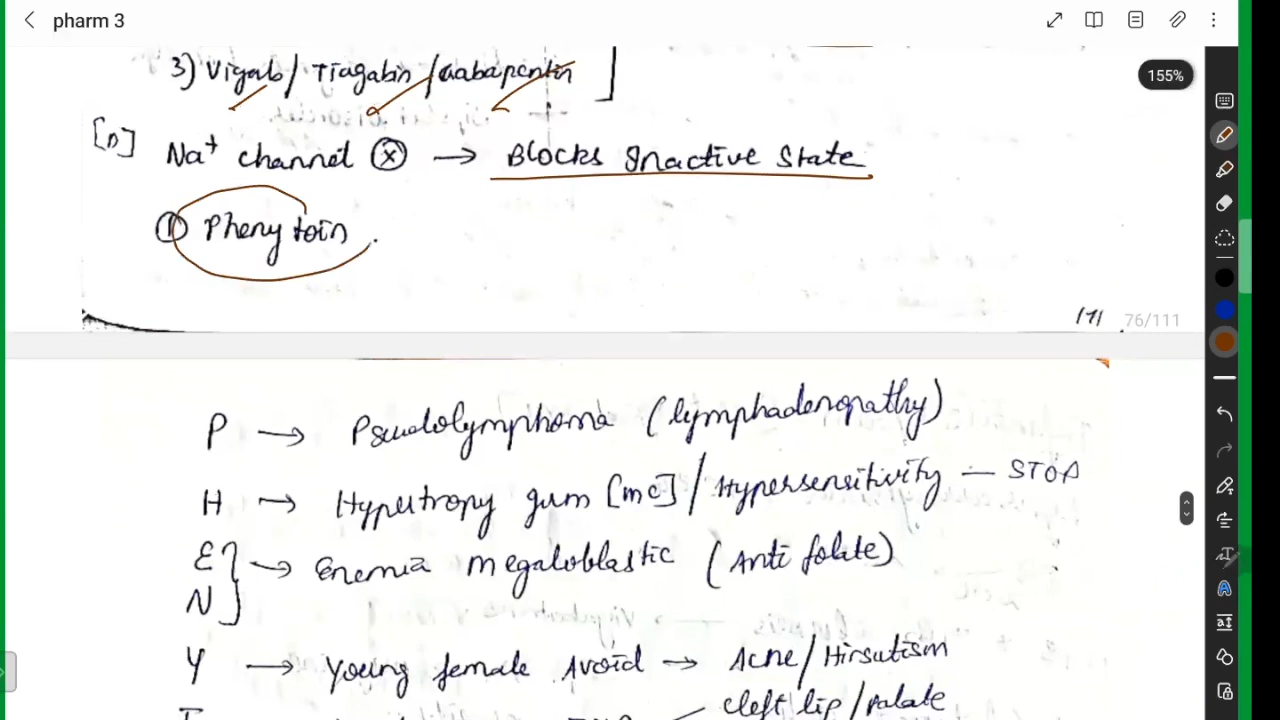 pharm 3
155%
3) Vigab/ Tiagabin /Gabapentin ]
[D] Na+ channel ⓧ → Blocks Inactive State
① Phenytoin.
171 76/111
P → Pseudolymphoma (lymphadenopathy)
H → Hypertropy gum [mc] / Hypersensitivity — STOP
E } → Enemia megaloblastic (Anti folate)
N
Y → Young female Avoid → Acne/Hirsutism
cleft lip/palate